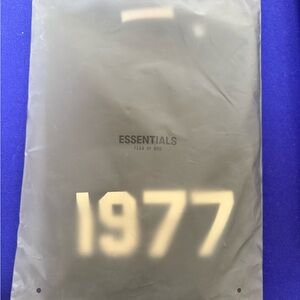 ESSENTIALS
FEAR OF GOD
1977